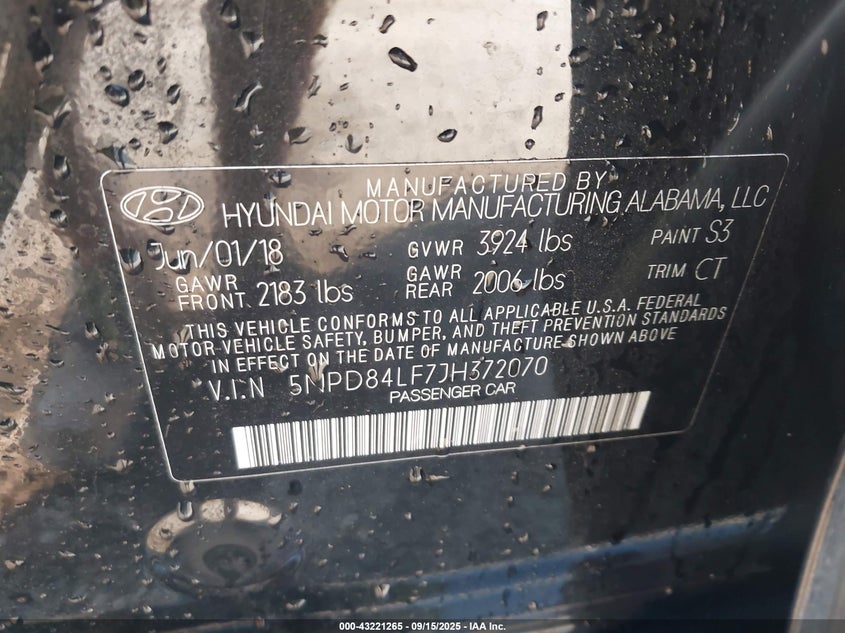 MANUFACTURED BY
HYUNDAI MOTOR MANUFACTURING ALABAMA, LLC
Jun/01/18 GVWR 3924 lbs PAINT S3
GAWR FRONT 2183 lbs GAWR REAR 2006 lbs TRIM CT
THIS VEHICLE CONFORMS TO ALL APPLICABLE U.S.A. FEDERAL
MOTOR VEHICLE SAFETY, BUMPER, AND THEFT PREVENTION STANDARDS
IN EFFECT ON THE DATE OF MANUFACTURE SHOWN ABOVE
V.I.N 5NPD84LF7JH372070
PASSENGER CAR
000-43221265 - 09/15/2025 - IAA Inc.